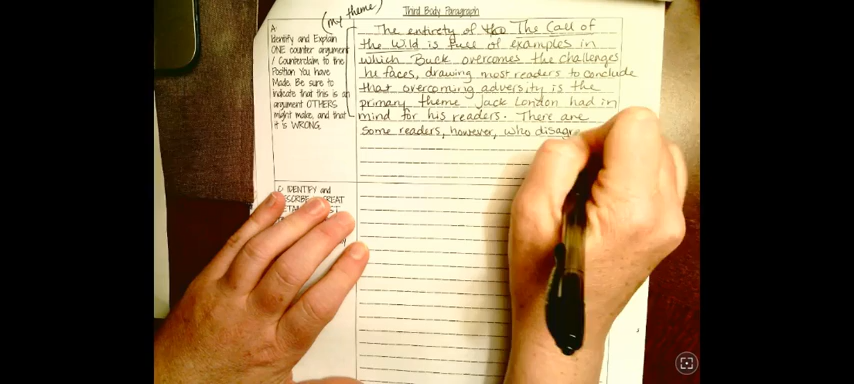 Third Body Paragraph
(my theme)
A.
Identify and Explain
ONE counter argument
/ Counterclaim to the
Position You have
Made. Be sure to
indicate that this is an
argument OTHERS
might make, and that
it is WRONG.
The entirety of The Call of
the Wild is full of examples in
which Buck overcomes the challenges
he faces, drawing most readers to conclude
that overcoming adversity is the
primary theme Jack London had in
mind for his readers. There are
some readers, however, who disagre
C IDENTIFY and